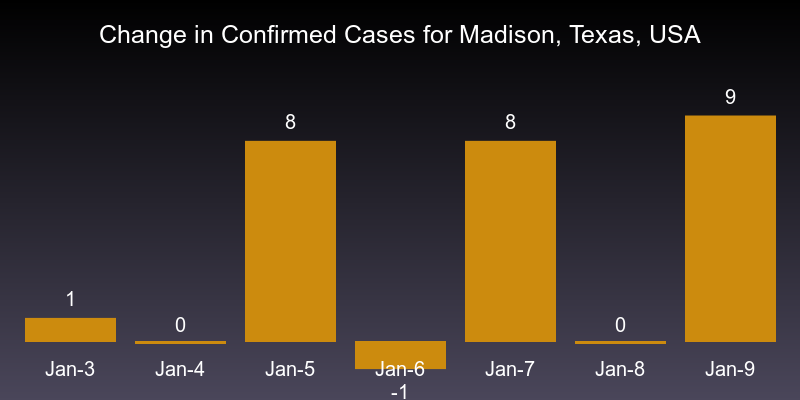 Change in Confirmed Cases for Madison, Texas, USA
9
8
8
1
0
0
Jan-3
Jan-4
Jan-5
Jan-6
Jan-7
Jan-8
Jan-9
-1